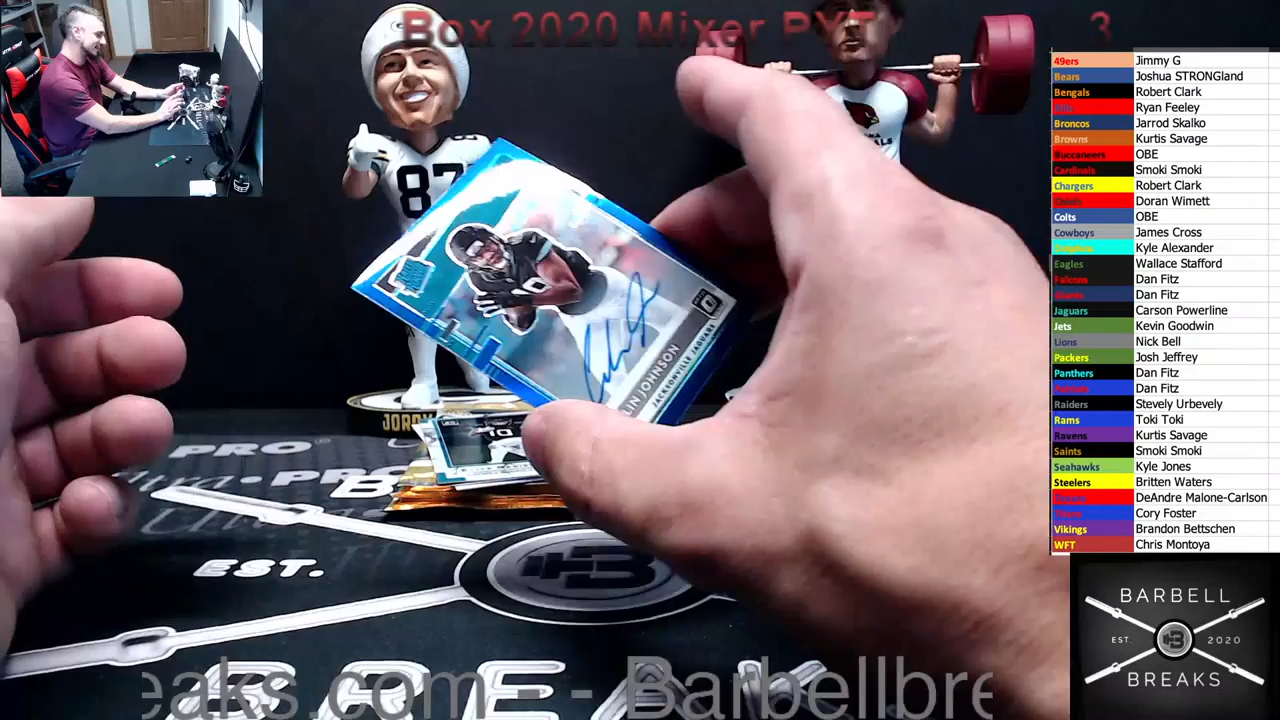 Box 2020 Mixer PYT 3
49ers Jimmy G
Bears Joshua STRONGland
Bengals Robert Clark
Ryan Feeley
Broncos Jarrod Skalko
Browns Kurtis Savage
Buccaneers OBE
Cardinals Smoki Smoki
Chargers Robert Clark
Chiefs Doran Wimett
Colts OBE
Cowboys James Cross
Dolphins Kyle Alexander
Eagles Wallace Stafford
Falcons Dan Fitz
Giants Dan Fitz
Jaguars Carson Powerline
Jets Kevin Goodwin
Lions Nick Bell
Packers Josh Jeffrey
Panthers Dan Fitz
Patriots Dan Fitz
Raiders Stevely Urbevely
Rams Toki Toki
Ravens Kurtis Savage
Saints Smoki Smoki
Seahawks Kyle Jones
Steelers Britten Waters
Texans DeAndre Malone-Carlson
Titans Cory Foster
Vikings Brandon Bettschen
WFT Chris Montoya
87
LIN JOHNSON
JACKSONVILLE JAGUARS
JORDY
PRO
PRO
EST.
BARBELL
EST. 2020
BREAKS
eaks.com - - Barbellbre